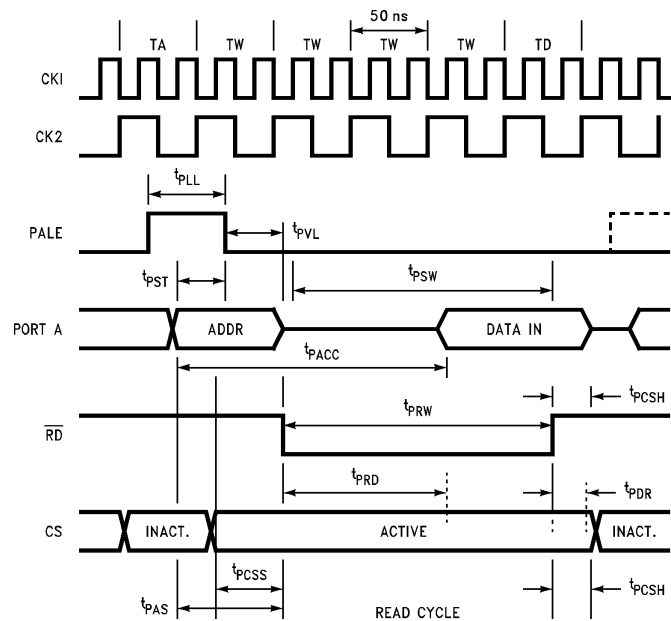 50 ns
TA TW TW TW TW TD
CK1
CK2
tPLL
PALE
tPVL
tPST
tPSW
PORT A
ADDR
DATA IN
tPACC
tPRW
tPCSH
RD
tPRD
tPDR
CS
INACT.
ACTIVE
INACT.
tPCSS
tPCSH
tPAS
READ CYCLE